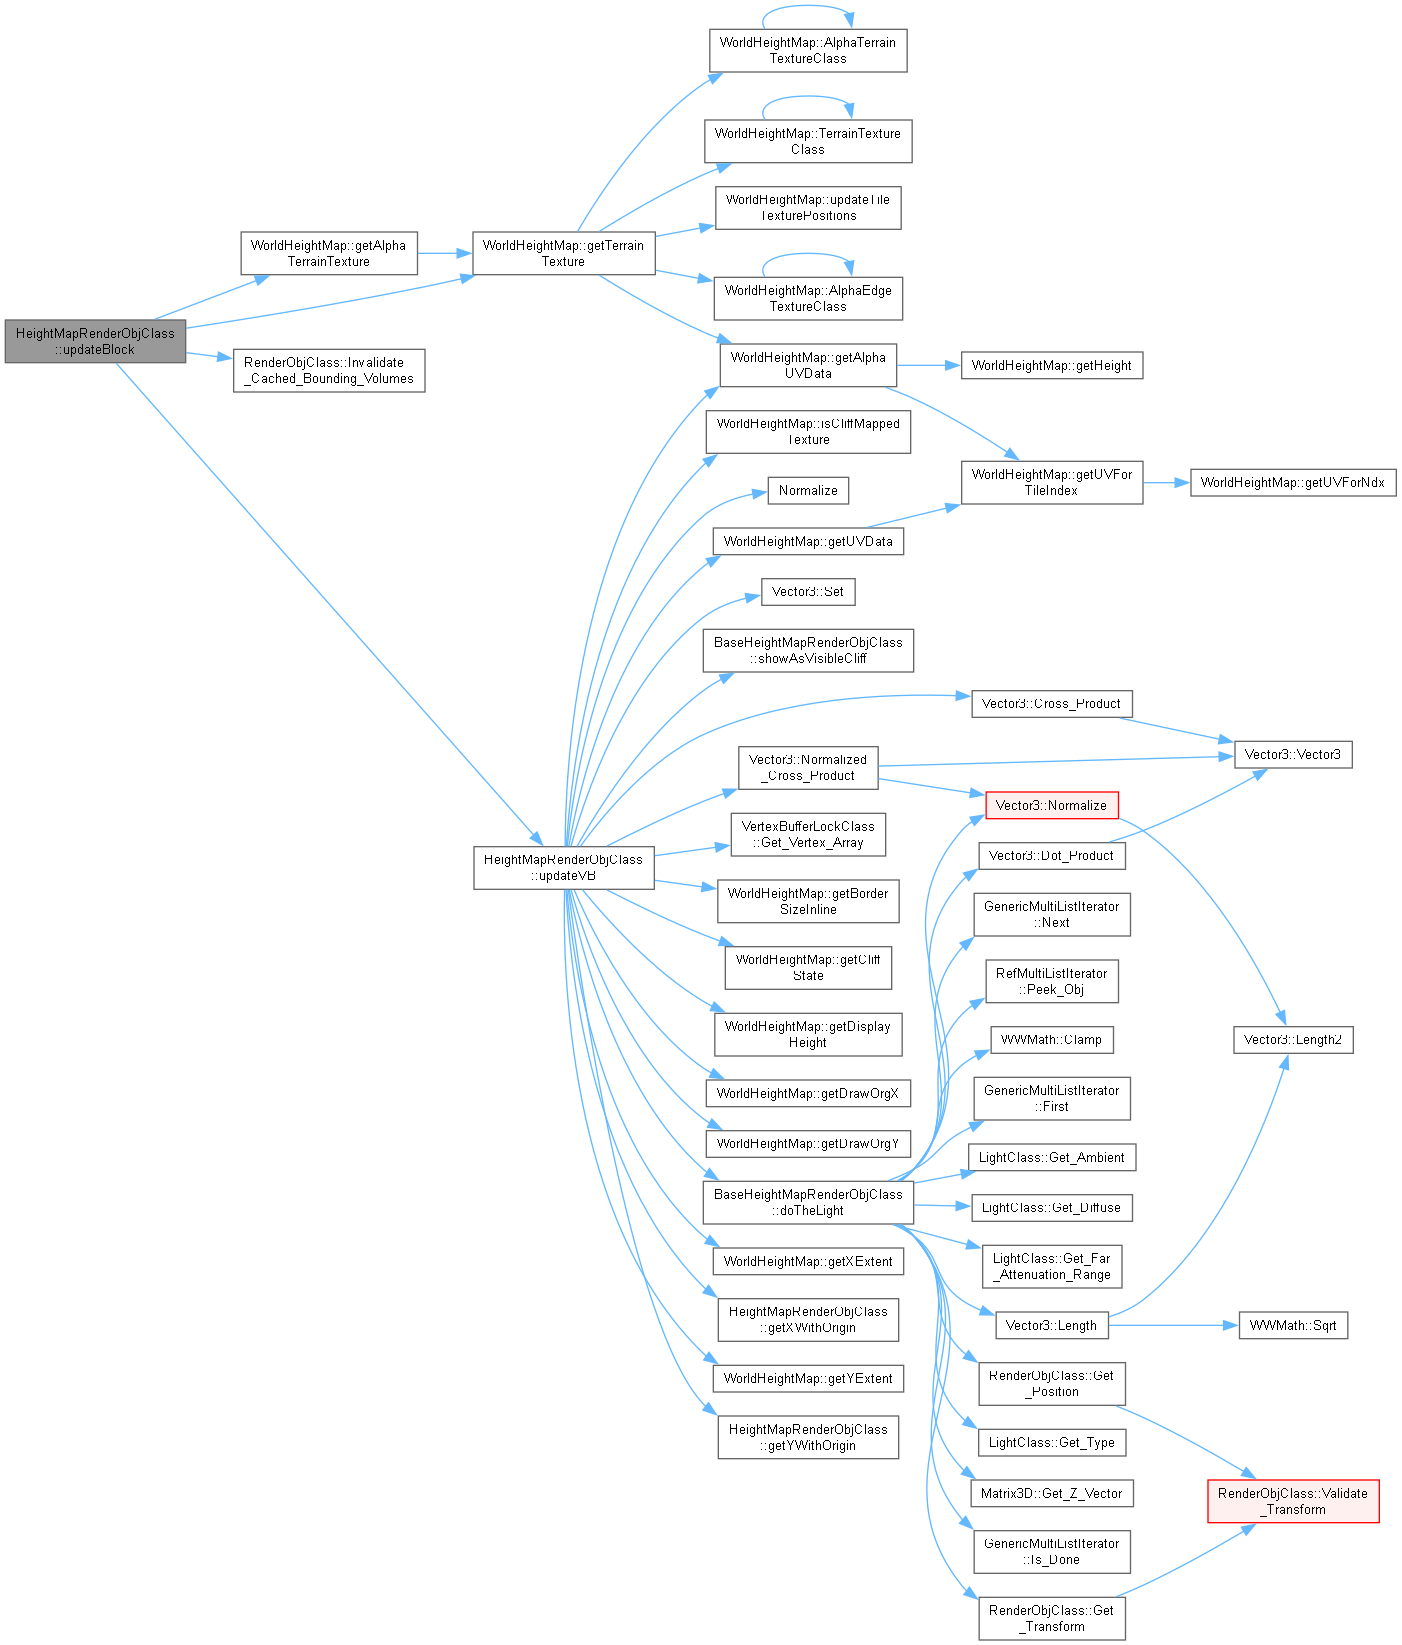 WorldHeightMap::AlphaTerrain
TextureClass
WorldHeightMap::TerrainTexture
Class
WorldHeightMap::updateTile
TexturePositions
WorldHeightMap::getAlpha
TerrainTexture
WorldHeightMap::getTerrain
Texture
WorldHeightMap::AlphaEdge
TextureClass
HeightMapRenderObjClass
::updateBlock
RenderObjClass::Invalidate
_Cached_Bounding_Volumes
WorldHeightMap::getAlpha
UVData
WorldHeightMap::getHeight
WorldHeightMap::isCliffMapped
Texture
WorldHeightMap::getUVFor
TileIndex
WorldHeightMap::getUVForNdx
Normalize
WorldHeightMap::getUVData
Vector3::Set
BaseHeightMapRenderObjClass
::showAsVisibleCliff
Vector3::Cross_Product
Vector3::Normalized
_Cross_Product
Vector3::Vector3
Vector3::Normalize
VertexBufferLockClass
::Get_Vertex_Array
Vector3::Dot_Product
HeightMapRenderObjClass
::updateVB
WorldHeightMap::getBorder
SizeInline
GenericMultiListIterator
::Next
WorldHeightMap::getCliff
State
RefMultiListIterator
::Peek_Obj
WorldHeightMap::getDisplay
Height
WWMath::Clamp
Vector3::Length2
WorldHeightMap::getDrawOrgX
GenericMultiListIterator
::First
WorldHeightMap::getDrawOrgY
LightClass::Get_Ambient
BaseHeightMapRenderObjClass
::doTheLight
LightClass::Get_Diffuse
WorldHeightMap::getXExtent
LightClass::Get_Far
_Attenuation_Range
HeightMapRenderObjClass
::getXWithOrigin
Vector3::Length
WWMath::Sqrt
WorldHeightMap::getYExtent
RenderObjClass::Get
_Position
HeightMapRenderObjClass
::getYWithOrigin
LightClass::Get_Type
Matrix3D::Get_Z_Vector
RenderObjClass::Validate
_Transform
GenericMultiListIterator
::Is_Done
RenderObjClass::Get
_Transform